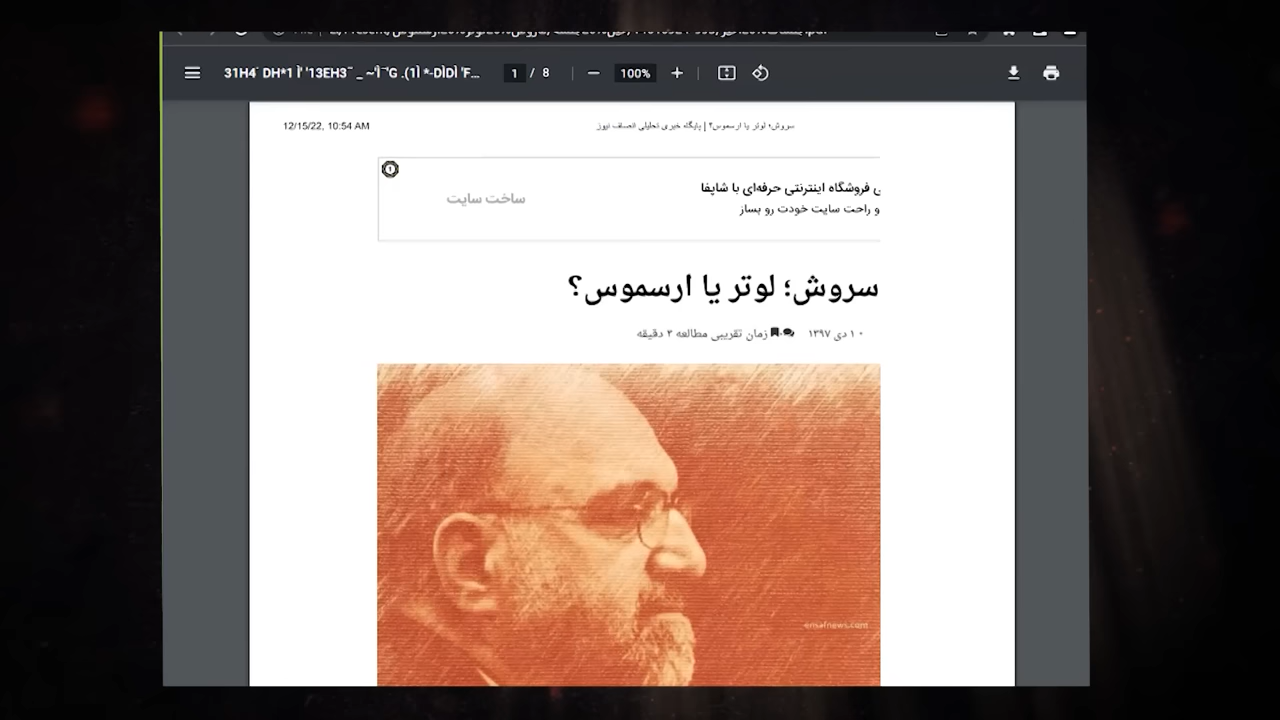 31H4
1 / 8
100%
12/15/22, 10:54 AM
سروش؛ لوتر یا ارسموس؟ | پایگاه خبری تحلیلی انصاف نیوز
ی فروشگاه اینترنتی حرفه‌ای با شاپفا
و راحت سایت خودت رو بساز
ساخت سایت
سروش؛ لوتر یا ارسموس؟
۱۰ دی ۱۳۹۷
زمان تقریبی مطالعه ۳ دقیقه
ensafnews.com